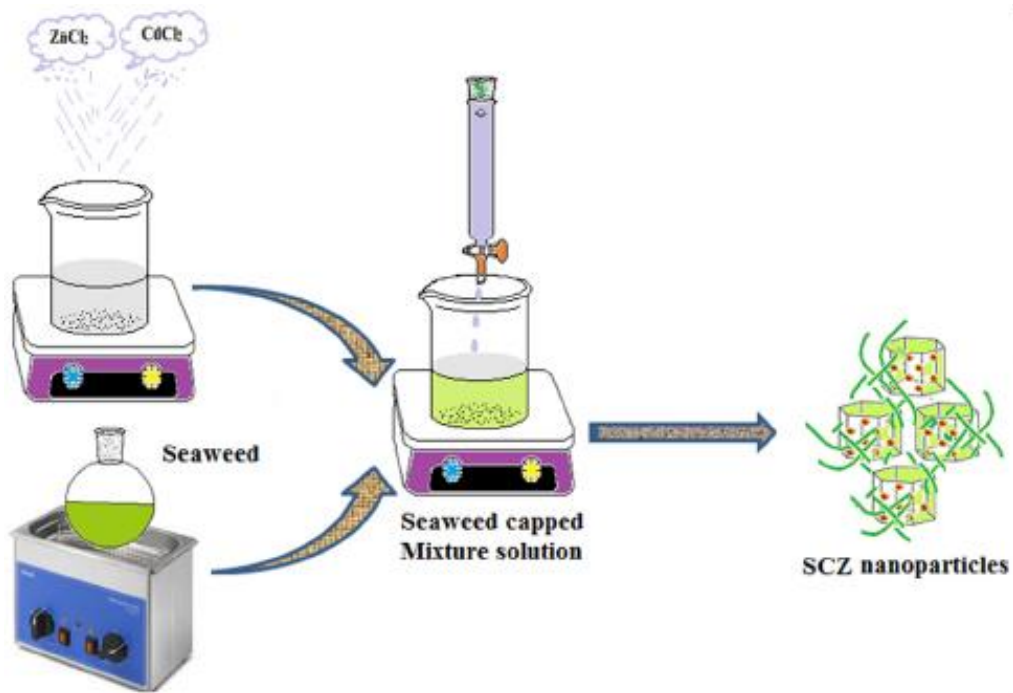 ZnCl₂
CdCl₂
Seaweed
Seaweed capped
Mixture solution
SCZ nanoparticles